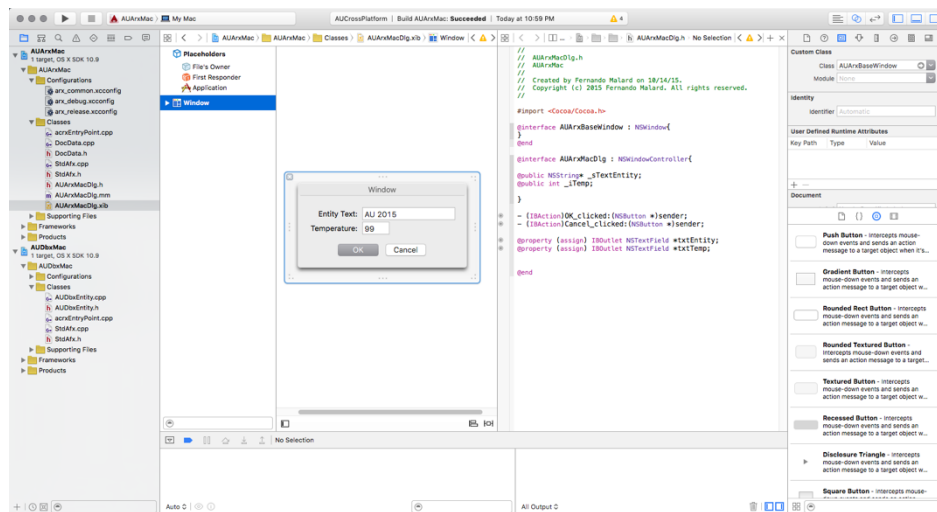 AUArxMac
My Mac
AUCrossPlatform | Build AUArxMac: Succeeded | Today at 10:59 PM
4
AUArxMac
AUArxMac
Classes
AUArxMacDlg.xib
Window
AUArxMacDlg.h
No Selection
AUArxMac
1 target, OS X SDK 10.9
AUArxMac
Configurations
arx_common.xcconfig
arx_debug.xcconfig
arx_release.xcconfig
Classes
acrxEntryPoint.cpp
DocData.cpp
DocData.h
StdAfx.cpp
StdAfx.h
AUArxMacDlg.h
AUArxMacDlg.mm
AUArxMacDlg.xib
Supporting Files
Frameworks
Products
AUDbxMac
1 target, OS X SDK 10.9
AUDbxMac
Configurations
Classes
AUDbxEntity.cpp
AUDbxEntity.h
acrxEntryPoint.cpp
StdAfx.cpp
StdAfx.h
Supporting Files
Frameworks
Products
Placeholders
File's Owner
First Responder
Application
Window
Window
Entity Text: AU 2015
Temperature: 99
OK Cancel
//
// AUArxMacDlg.h
// AUArxMac
//
// Created by Fernando Malard on 10/14/15.
// Copyright (c) 2015 Fernando Malard. All rights reserved.
//
#import <Cocoa/Cocoa.h>
@interface AUArxBaseWindow : NSWindow{
}
@end
@interface AUArxMacDlg : NSWindowController{
@public NSString* _sTextEntity;
@public int _iTemp;
}
- (IBAction)OK_clicked:(NSButton *)sender;
- (IBAction)Cancel_clicked:(NSButton *)sender;
@property (assign) IBOutlet NSTextField *txtEntity;
@property (assign) IBOutlet NSTextField *txtTemp;
@end
Custom Class
Class AUArxBaseWindow
Module None
Identity
Identifier Automatic
User Defined Runtime Attributes
Key Path Type Value
Document
Push Button - Intercepts mouse-
down events and sends an action
message to a target object when it's...
Gradient Button - Intercepts
mouse-down events and sends an
action message to a target object w...
Rounded Rect Button - Intercepts
mouse-down events and sends an
action message to a target object w...
Rounded Textured Button -
Intercepts mouse-down events and
sends an action message to a target...
Textured Button - Intercepts
mouse-down events and sends an
action message to a target object w...
Recessed Button - Intercepts
mouse-down events and sends an
action message to a target object w...
Disclosure Triangle - Intercepts
mouse-down events and sends an
action message to a target object w...
Square Button - Intercepts mouse-
No Selection
Auto
All Output